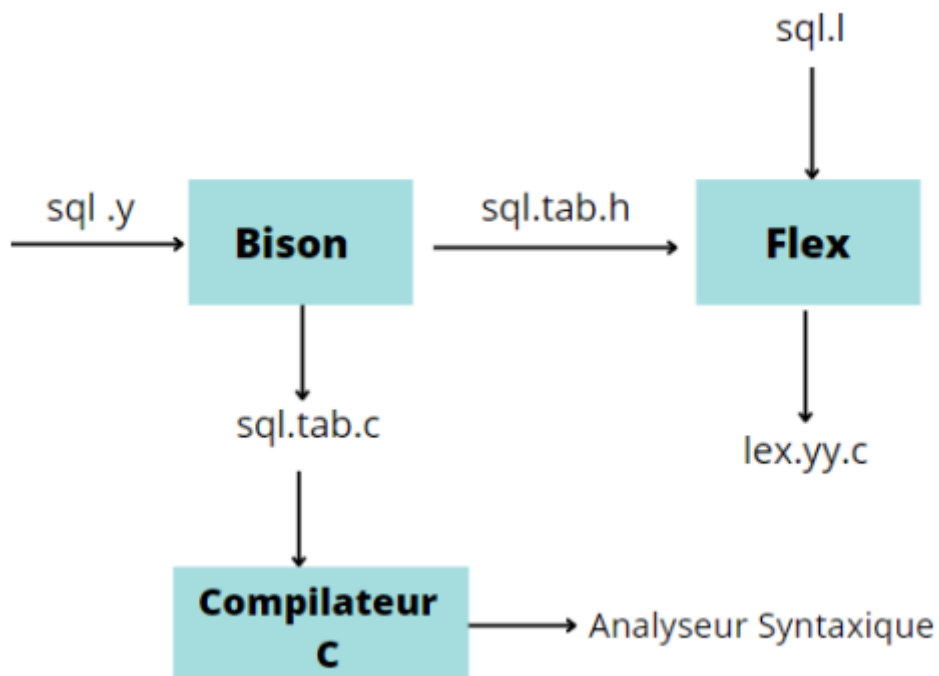 sql.l
sql .y
Bison
sql.tab.h
Flex
sql.tab.c
lex.yy.c
Compilateur
C
Analyseur Syntaxique